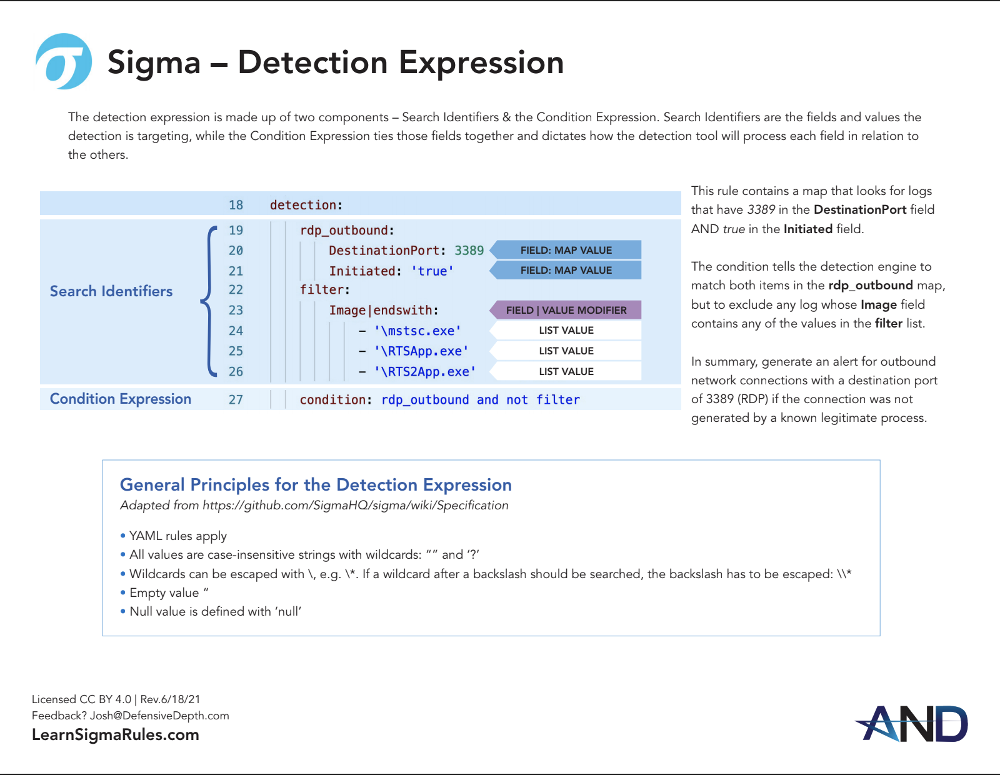 σ Sigma – Detection Expression
The detection expression is made up of two components – Search Identifiers & the Condition Expression. Search Identifiers are the fields and values the
detection is targeting, while the Condition Expression ties those fields together and dictates how the detection tool will process each field in relation to
the others.
18 detection:
Search Identifiers
19 rdp_outbound:
20 DestinationPort: 3389 FIELD: MAP VALUE
21 Initiated: 'true' FIELD: MAP VALUE
22 filter:
23 Image|endswith: FIELD | VALUE MODIFIER
24 – '\mstsc.exe' LIST VALUE
25 – '\RTSApp.exe' LIST VALUE
26 – '\RTS2App.exe' LIST VALUE
Condition Expression 27 condition: rdp_outbound and not filter
This rule contains a map that looks for logs
that have 3389 in the DestinationPort field
AND true in the Initiated field.
The condition tells the detection engine to
match both items in the rdp_outbound map,
but to exclude any log whose Image field
contains any of the values in the filter list.
In summary, generate an alert for outbound
network connections with a destination port
of 3389 (RDP) if the connection was not
generated by a known legitimate process.
General Principles for the Detection Expression
Adapted from https://github.com/SigmaHQ/sigma/wiki/Specification
• YAML rules apply
• All values are case-insensitive strings with wildcards: “” and ‘?’
• Wildcards can be escaped with \, e.g. \*. If a wildcard after a backslash should be searched, the backslash has to be escaped: \\*
• Empty value “
• Null value is defined with ‘null’
Licensed CC BY 4.0 | Rev.6/18/21
Feedback? Josh@DefensiveDepth.com
LearnSigmaRules.com
AND